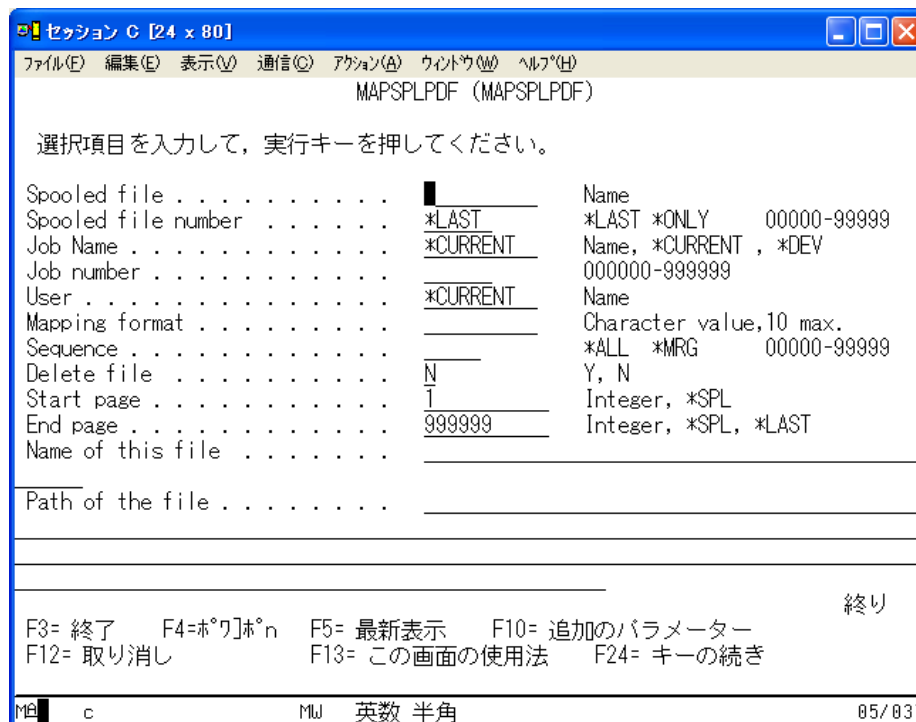 セッション C [24 x 80]
ファイル(F) 編集(E) 表示(V) 通信(C) アクション(A) ウィンドウ(W) ヘルプ(H)
MAPSPLPDF (MAPSPLPDF)
選択項目を入力して，実行キーを押してください。
Spooled file . . . . . . . . . . . Name
Spooled file number . . . . . . *LAST *LAST *ONLY 00000-99999
Job Name . . . . . . . . . . . . *CURRENT Name, *CURRENT , *DEV
Job number . . . . . . . . . . . 000000-999999
User . . . . . . . . . . . . . . *CURRENT Name
Mapping format . . . . . . . . . Character value,10 max.
Sequence . . . . . . . . . . . . *ALL *MRG 00000-99999
Delete file . . . . . . . . . . N Y, N
Start page . . . . . . . . . . . 1 Integer, *SPL
End page . . . . . . . . . . . . 999999 Integer, *SPL, *LAST
Name of this file . . . . . . .
Path of the file . . . . . . . .
終り
F3= 終了 F4=ﾎﾟﾜ]ﾎﾟn F5= 最新表示 F10= 追加のパラメーター
F12= 取り消し F13= この画面の使用法 F24= キーの続き
MA c MW 英数 半角 05/03